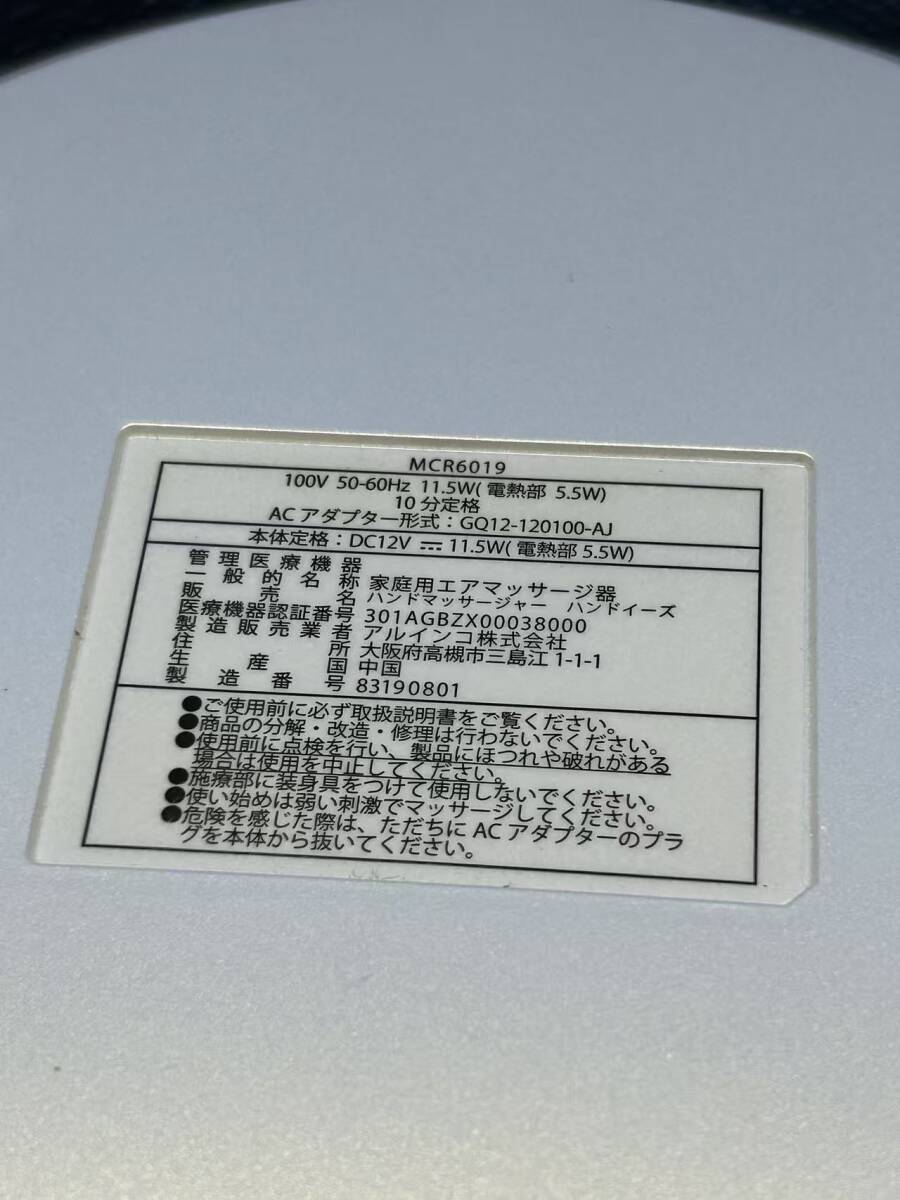 MCR6019
100V 50-60Hz 11.5W(電熱部 5.5W)
10分定格
ACアダプター形式：GQ12-120100-AJ
本体定格：DC12V ⎓ 11.5W(電熱部 5.5W)
管理医療機器
一般的名称 家庭用エアマッサージ器
販売名 ハンドマッサージャー ハンドイーズ
医療機器認証番号 301AGBZX00038000
製造販売業者 アルインコ株式会社
住所 大阪府高槻市三島江1-1-1
生産国 中国
製造番号 83190801
●ご使用前に必ず取扱説明書をご覧ください。
●商品の分解・改造・修理は行わないでください。
●使用前に点検を行い、製品にほつれや破れがある
場合は使用を中止してください。
●施療部に装身具をつけて使用しないでください。
●使い始めは弱い刺激でマッサージしてください。
●危険を感じた際は、ただちにACアダプターのプラ
グを本体から抜いてください。